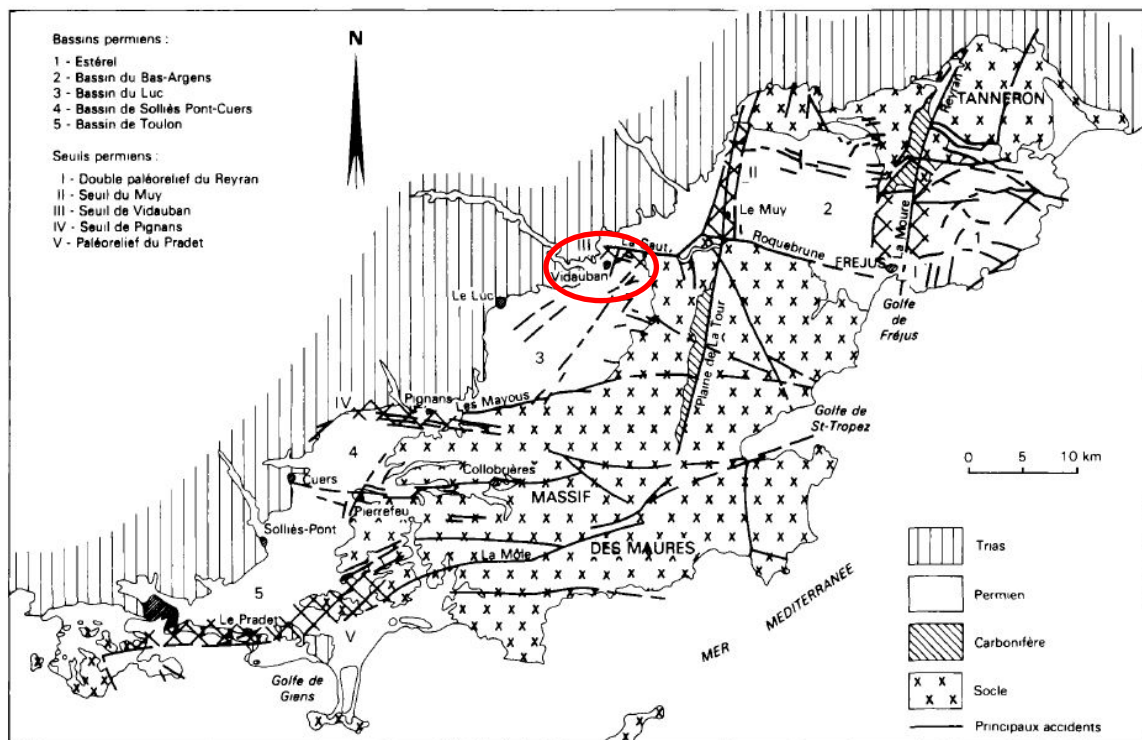 Bassins permiens :
1 - Estérel
2 - Bassin du Bas-Argens
3 - Bassin du Luc
4 - Bassin de Solliès Pont-Cuers
5 - Bassin de Toulon
Seuils permiens :
I - Double paléorelief du Reyran
II - Seuil du Muy
III - Seuil de Vidauban
IV - Seuil de Pignans
V - Paléorelief du Pradet
N
Reyran
TANNERON
II
Le Muy
2
La Moure
1
III
Le Saut
Roquebrune
FREJUS
I
Vidauban
Le Luc
Golfe
de
Fréjus
3
Plaine de La Tour
IV
Pignans
Les Mayous
Golfe de
St-Tropez
4
Collobrières
0 5 10 km
Cuers
MASSIF
Pierrefeu
Solliès-Pont
DES MAURES
La Môle
Trias
5
Le Pradet
MER MEDITERRANEE
Permien
V
Carbonifère
Golfe de
Giens
Socle
Principaux accidents